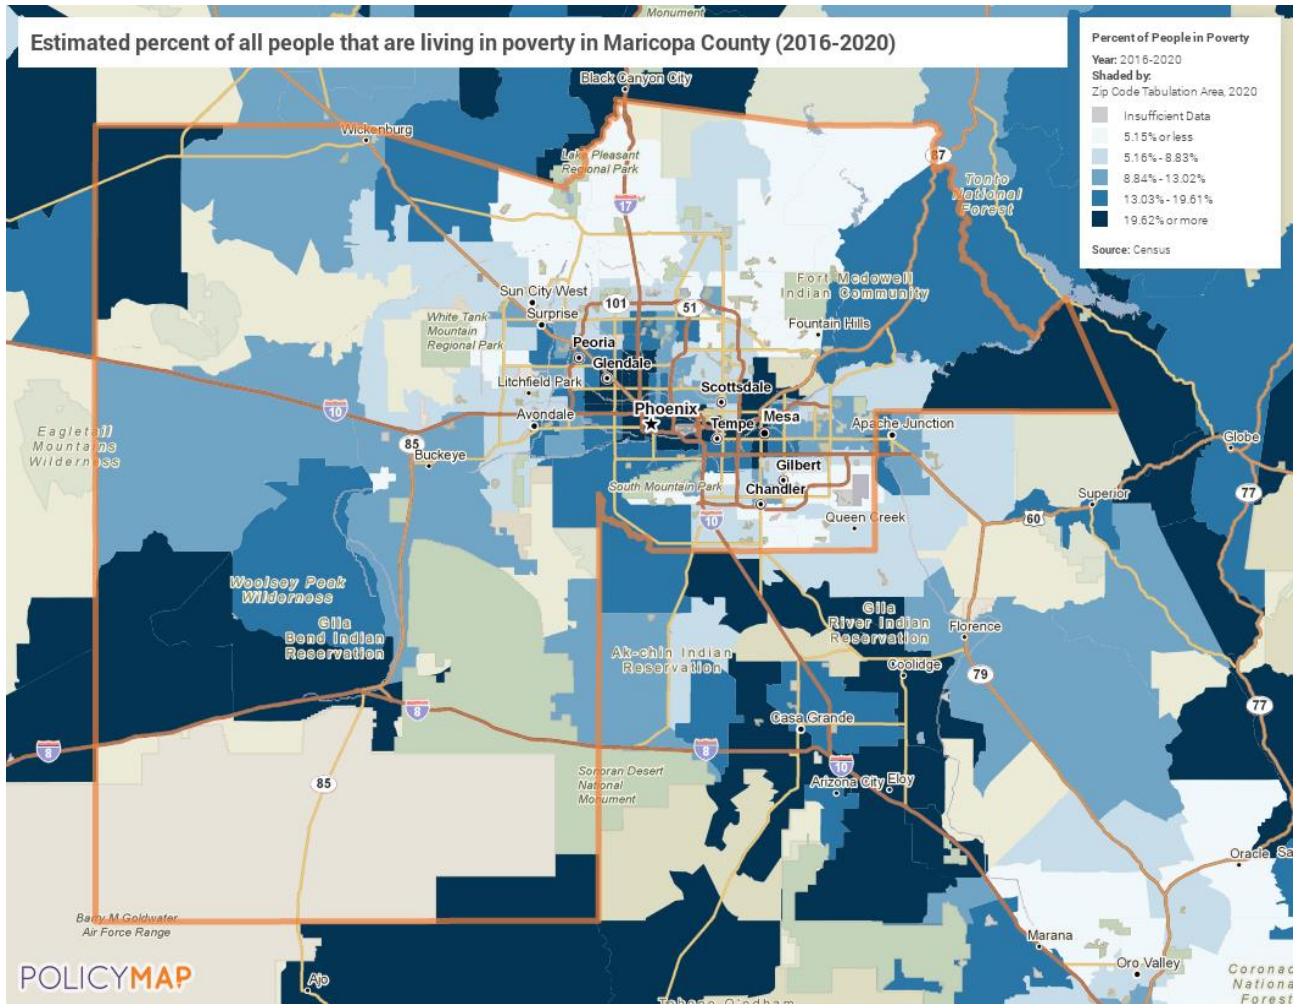 Monument
Estimated percent of all people that are living in poverty in Maricopa County (2016-2020)
Percent of People in Poverty
Year: 2016-2020
Shaded by:
Zip Code Tabulation Area, 2020
Insufficient Data
5.15% or less
5.16% - 8.83%
8.84% - 13.02%
13.03% - 19.61%
19.62% or more
Source: Census
Black Canyon City
Wickenburg
Lake Pleasant
Regional Park
87
Tonto
National
Forest
17
Sun City West
101
51
Fort Mcdowell
Indian Community
White Tank
Mountain
Regional Park
Surprise
Fountain Hills
Peoria
Glendale
Litchfield Park
Scottsdale
10
Phoenix
Avondale
Mesa
Tempe
Apache Junction
Eagletail
Mountains
Wilderness
85
Buckeye
Globe
Gilbert
South Mountain Park
Chandler
Superior
77
10
Queen Creek
60
Woolsey Peak
Wilderness
Gila
Bend Indian
Reservation
Gila
River Indian
Reservation
Florence
Ak-chin Indian
Reservation
Coolidge
79
77
8
Casa Grande
8
8
10
85
Sonoran Desert
National
Monument
Arizona City
Eloy
Oracle
Sa
Barry M Goldwater
Air Force Range
Marana
POLICYMAP
Ajo
Oro Valley
Coronad
Nationa
Forest
Tohono O'odham